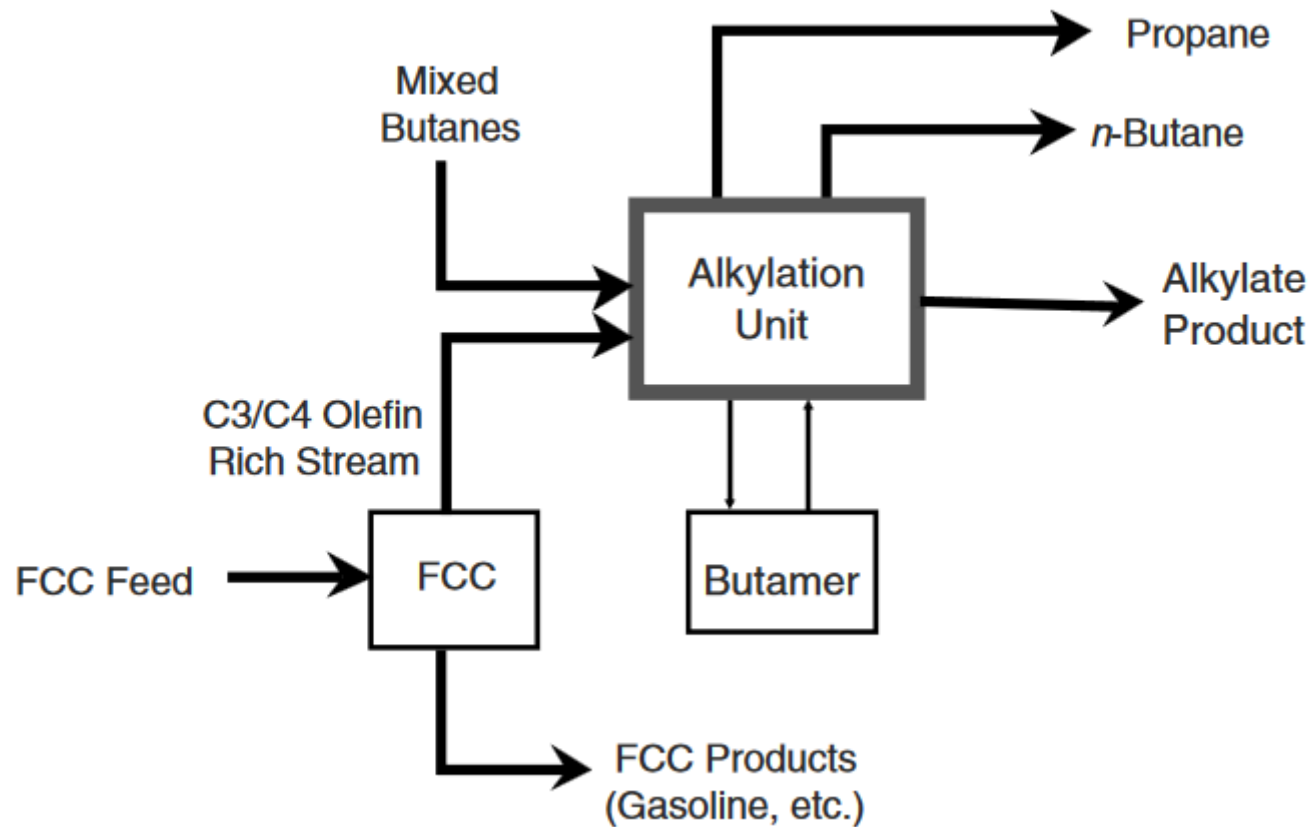 Propane
Mixed
Butanes
n-Butane
Alkylation
Unit
Alkylate
Product
C3/C4 Olefin
Rich Stream
FCC Feed
FCC
Butamer
FCC Products
(Gasoline, etc.)